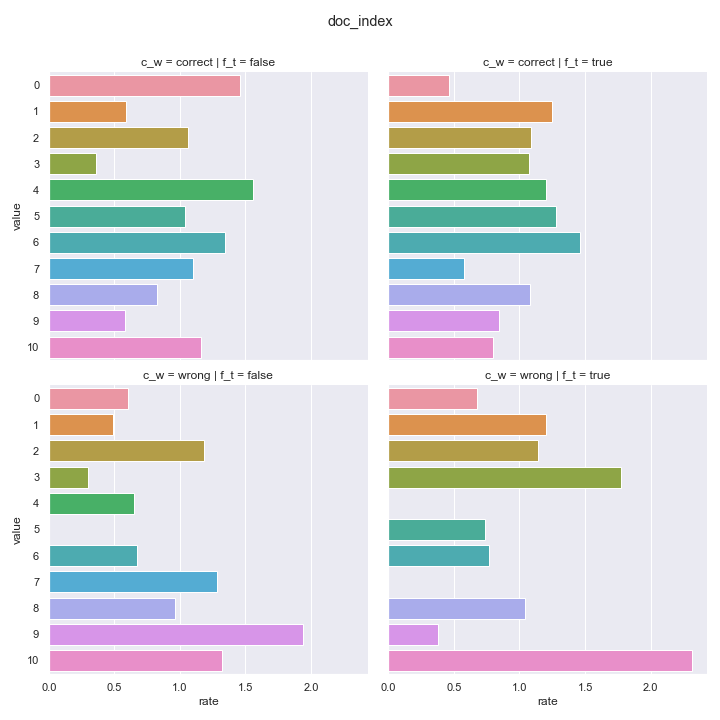 doc_index
c_w = correct | f_t = false
c_w = correct | f_t = true
value
0
1
2
3
4
5
6
7
8
9
10
c_w = wrong | f_t = false
c_w = wrong | f_t = true
value
0
1
2
3
4
5
6
7
8
9
10
0.0 0.5 1.0 1.5 2.0
0.0 0.5 1.0 1.5 2.0
rate
rate